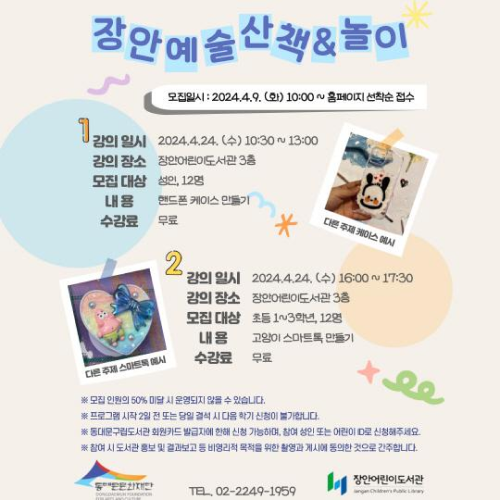 장안예술산책&놀이
모집일시 : 2024.4.9. (화) 10:00 ~ 홈페이지 선착순 접수
1
강의 일시 2024.4.24. (수) 10:30 ~ 13:00
강의 장소 장안어린이도서관 3층
모집 대상 성인, 12명
내 용 핸드폰 케이스 만들기
수강료 무료
다른 주제 케이스 예시
2
강의 일시 2024.4.24. (수) 16:00 ~ 17:30
강의 장소 장안어린이도서관 3층
모집 대상 초등 1~3학년, 12명
내 용 고양이 스마트톡 만들기
수강료 무료
다른 주제 스마트톡 예시
※ 모집 인원의 50% 미달 시 운영되지 않을 수 있습니다.
※ 프로그램 시작 2일 전 또는 당일 결석 시 다음 학기 신청이 불가합니다.
※ 동대문구립도서관 회원카드 발급자에 한해 신청 가능하며, 참여 성인 또는 어린이 ID로 신청해주세요.
※ 참여 시 도서관 홍보 및 결과보고 등 비영리적 목적을 위한 촬영과 게시에 동의한 것으로 간주합니다.
동대문문화재단
DONGDAEMUN FOUNDATION
FOR ARTS AND CULTURE
TEL. 02-2249-1959
장안어린이도서관
Jangan Children's Public Library